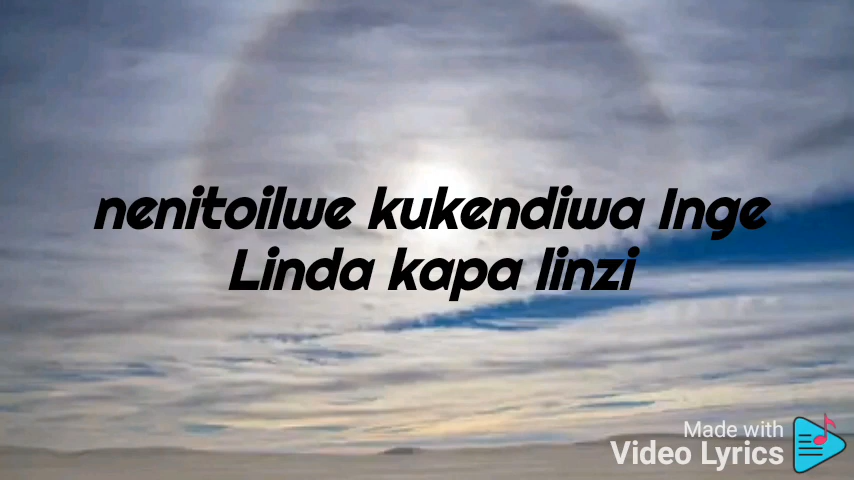 nenitoilwe kukendiwa Inge
Linda kapa linzi
Made with
Video Lyrics